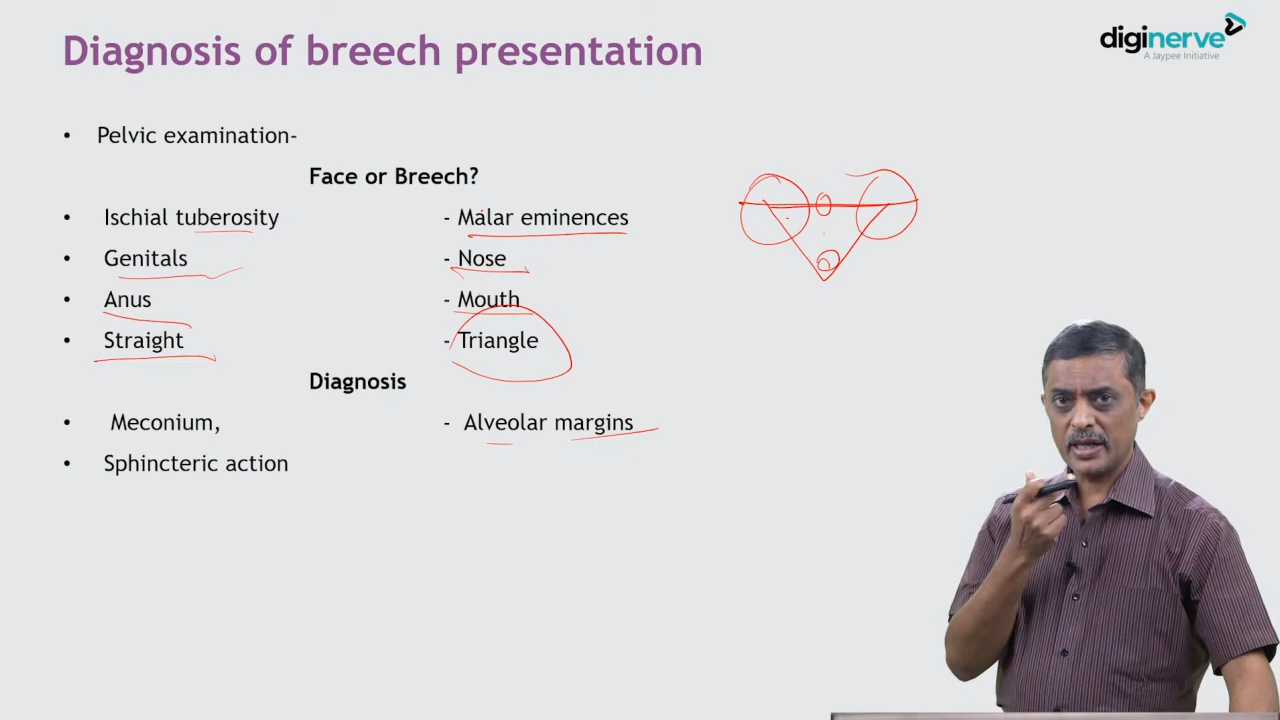 Diagnosis of breech presentation
diginerve
A Jaypee Initiative
• Pelvic examination-
Face or Breech?
• Ischial tuberosity - Malar eminences
• Genitals - Nose
• Anus - Mouth
• Straight - Triangle
Diagnosis
• Meconium, - Alveolar margins
• Sphincteric action